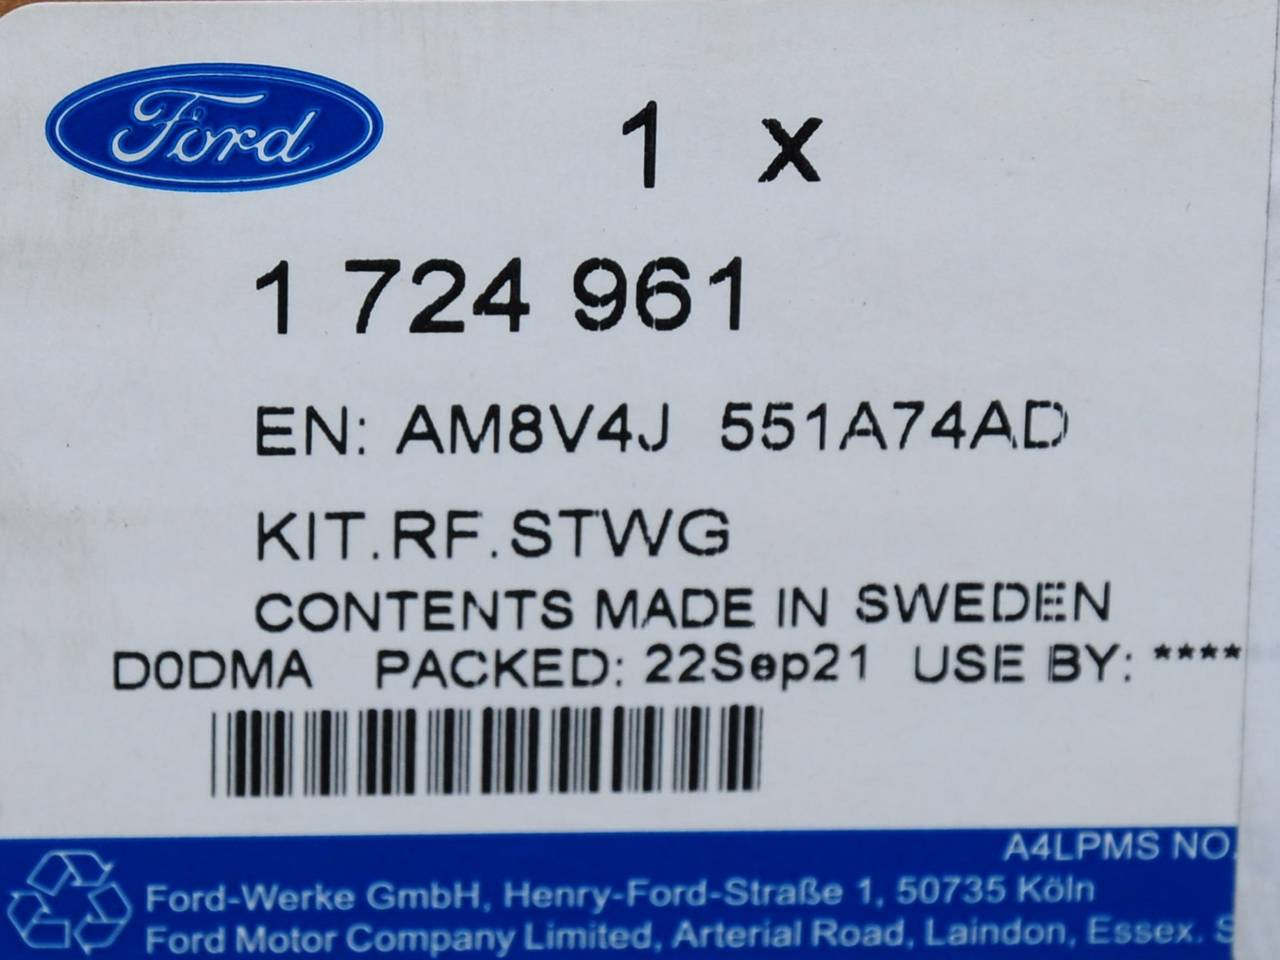 Ford
1 x
1 724 961
EN: AM8V4J 551A74AD
KIT.RF.STWG
CONTENTS MADE IN SWEDEN
D0DMA PACKED: 22Sep21 USE BY: ****
A4LPMS NO.
Ford-Werke GmbH, Henry-Ford-Straße 1, 50735 Köln
Ford Motor Company Limited, Arterial Road, Laindon, Essex. S